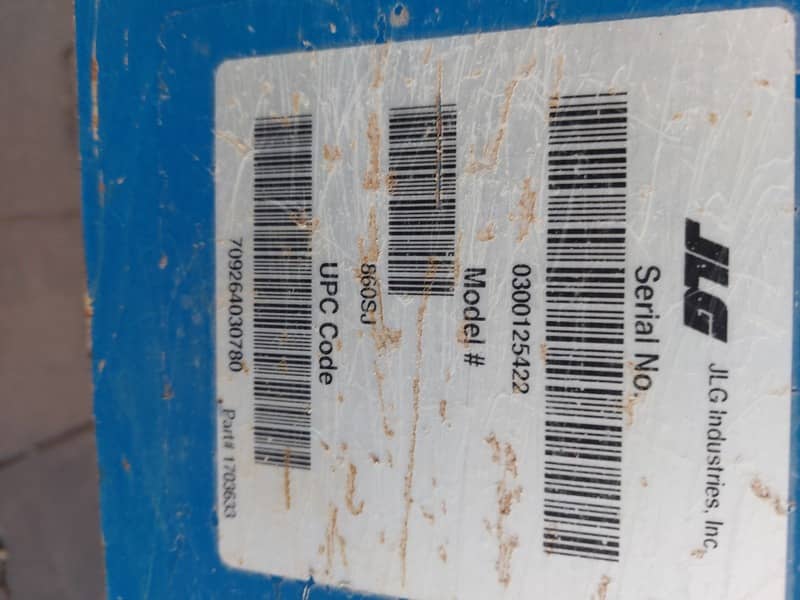 JLG JLG Industries, Inc.
Serial No.
0300125422
Model #
860SJ
UPC Code
709264030780
Part# 1703633